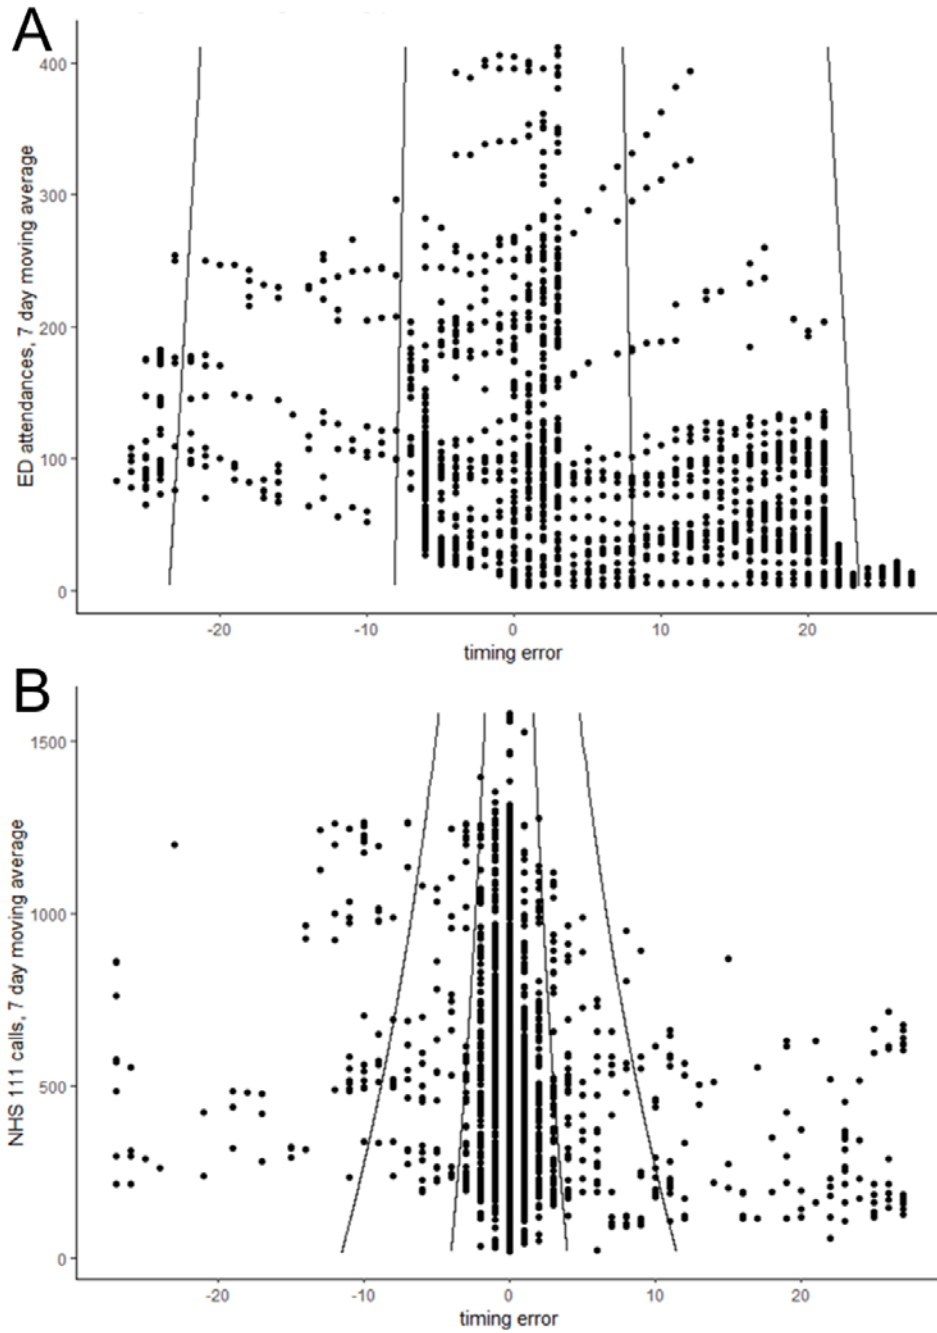 A
ED attendances, 7 day moving average
400
300
200
100
0
-20 -10 0 10 20
timing error
B
NHS 111 calls, 7 day moving average
1500
1000
500
0
-20 -10 0 10 20
timing error